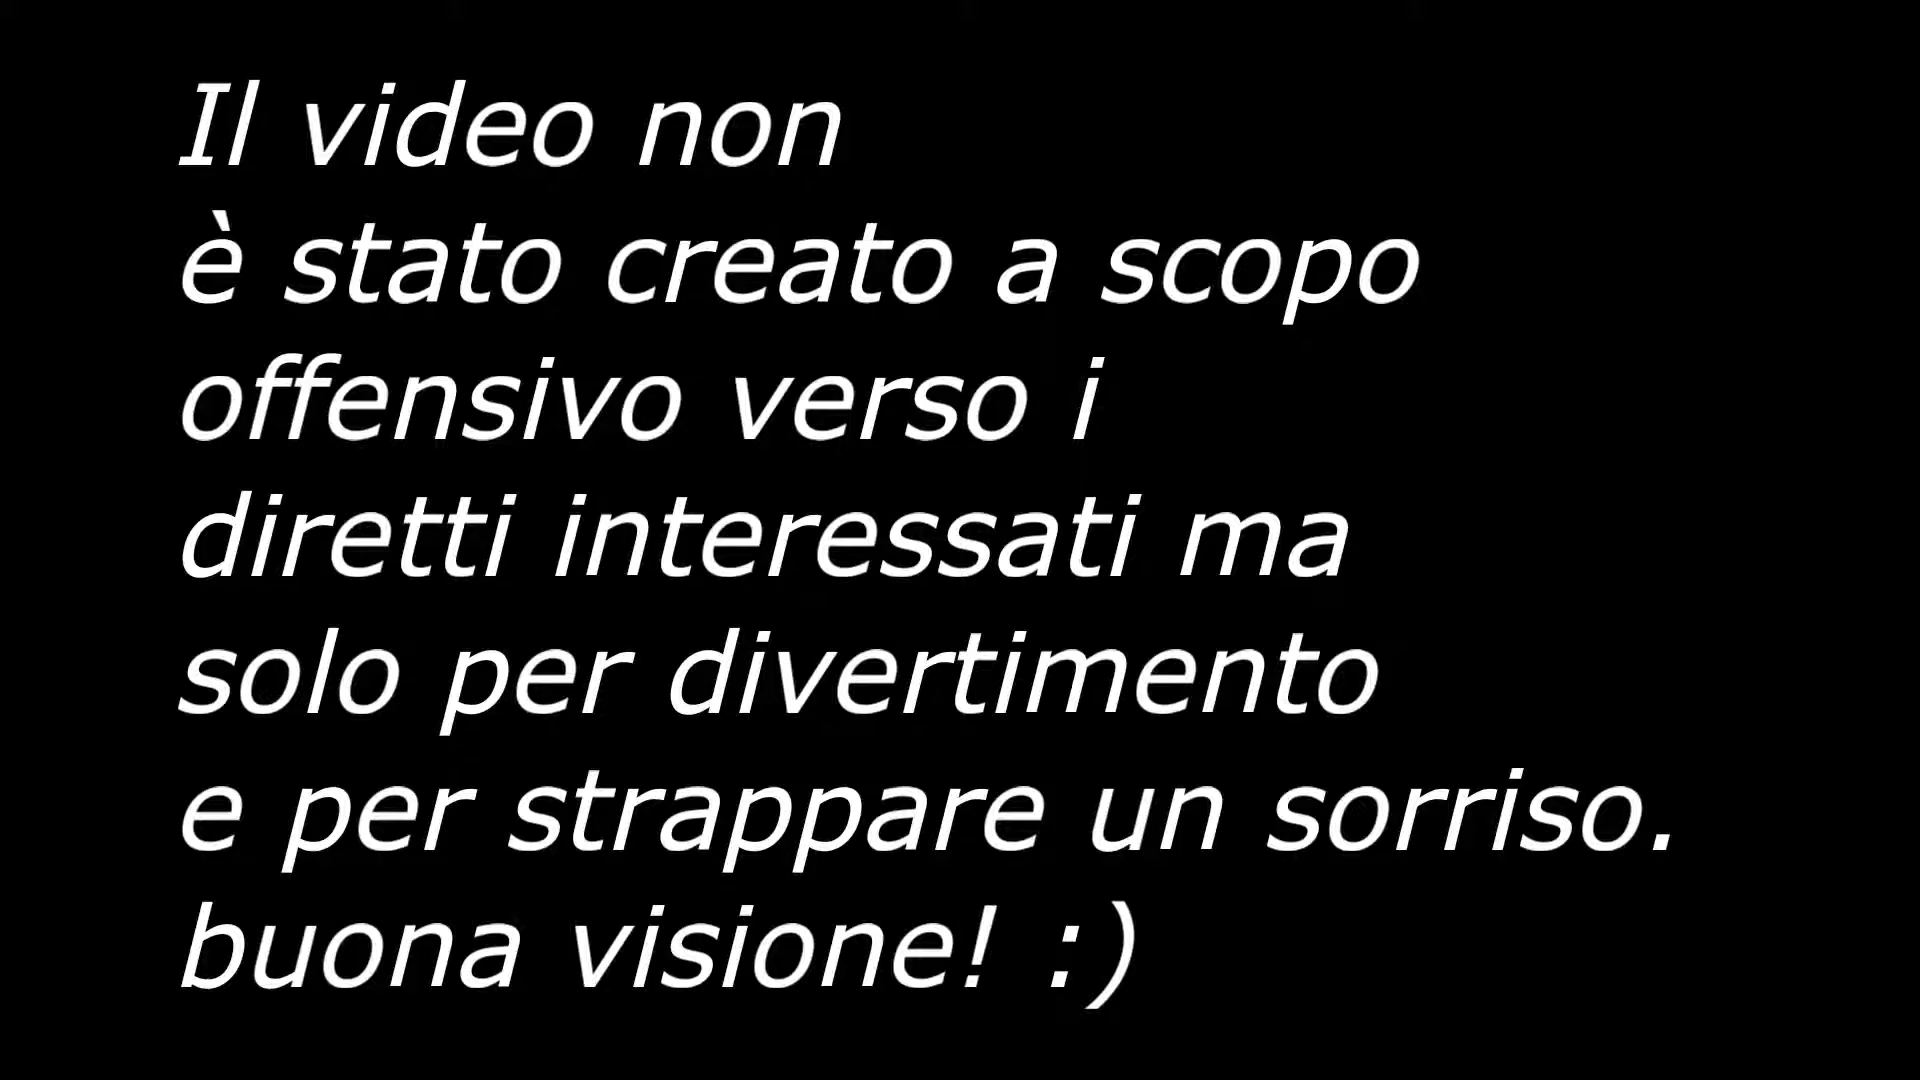 Il video non
è stato creato a scopo
offensivo verso i
diretti interessati ma
solo per divertimento
e per strappare un sorriso.
buona visione! :)